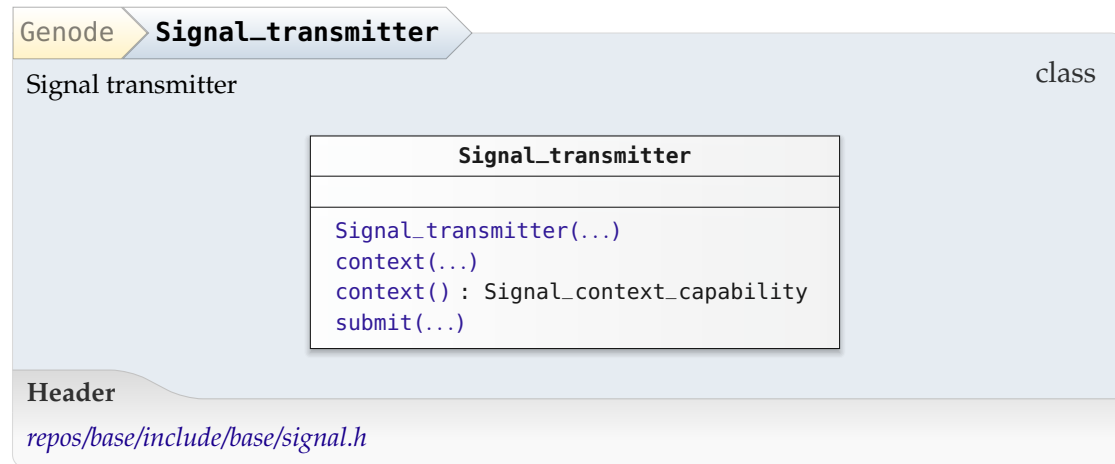 Genode Signal_transmitter
Signal transmitter
class
Signal_transmitter
Signal_transmitter(...)
context(...)
context() : Signal_context_capability
submit(...)
Header
repos/base/include/base/signal.h